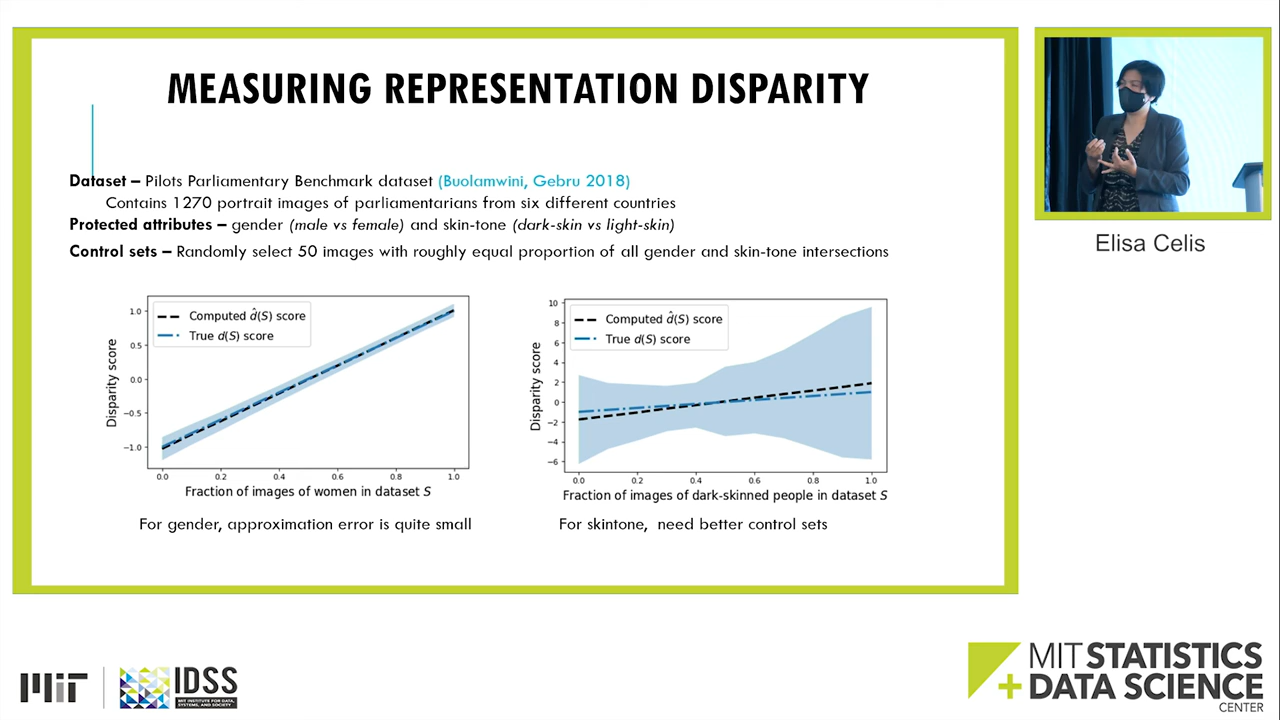 MEASURING REPRESENTATION DISPARITY
Dataset – Pilots Parliamentary Benchmark dataset (Buolamwini, Gebru 2018)
Contains 1270 portrait images of parliamentarians from six different countries
Protected attributes – gender (male vs female) and skin-tone (dark-skin vs light-skin)
Control sets – Randomly select 50 images with roughly equal proportion of all gender and skin-tone intersections
Computed d̂(S) score
True d(S) score
Disparity score
1.0
0.5
0.0
−0.5
−1.0
0.0 0.2 0.4 0.6 0.8 1.0
Fraction of images of women in dataset S
For gender, approximation error is quite small
Computed d̂(S) score
True d(S) score
Disparity score
10
8
6
4
2
0
−2
−4
−6
0.0 0.2 0.4 0.6 0.8 1.0
Fraction of images of dark-skinned people in dataset S
For skintone, need better control sets
Elisa Celis
MIT
IDSS
MIT INSTITUTE FOR DATA,
SYSTEMS, AND SOCIETY
MIT STATISTICS
+ DATA SCIENCE
CENTER